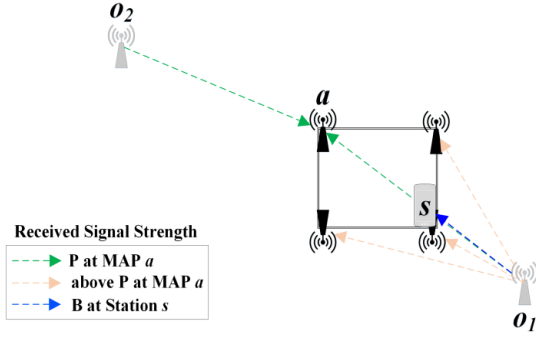 o2
a
s
Received Signal Strength
P at MAP a
above P at MAP a
B at Station s
o1